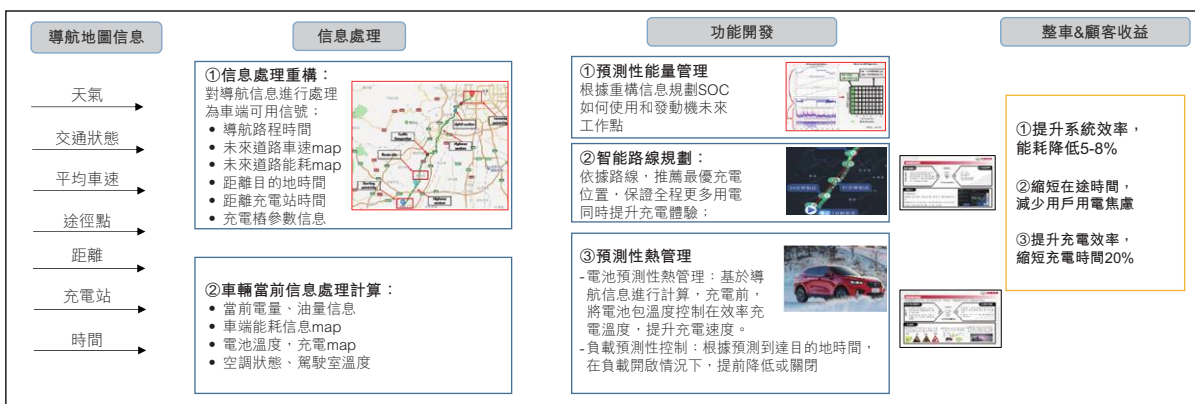 導航地圖信息
天氣
交通狀態
平均車速
途徑點
距離
充電站
時間
信息處理
①信息處理重構：
對導航信息進行處理
為車端可用信號；
• 導航路程時間
• 未來道路車速map
• 未來道路能耗map
• 距離目的地時間
• 距離充電站時間
• 充電樁參數信息
②車輛當前信息處理計算：
• 當前電量、油量信息
• 車端能耗信息map
• 電池溫度，充電map
• 空調狀態、駕駛室溫度
功能開發
①預測性能量管理
根據重構信息規劃SOC
如何使用和發動機未來
工作點
②智能路線規劃：
依據路線，推薦最優充電
位置，保證全程更多用電
同時提升充電體驗；
③預測性熱管理
-電池預測性熱管理：基於導
航信息進行計算，充電前，
將電池包溫度控制在效率充
電溫度，提升充電速度。
-負載預測性控制：根據預測到達目的地時間，
在負載開啟情況下，提前降低或關閉
整車&顧客收益
①提升系統效率，
能耗降低5-8%
②縮短在途時間，
減少用戶用電焦慮
③提升充電效率，
縮短充電時間20%